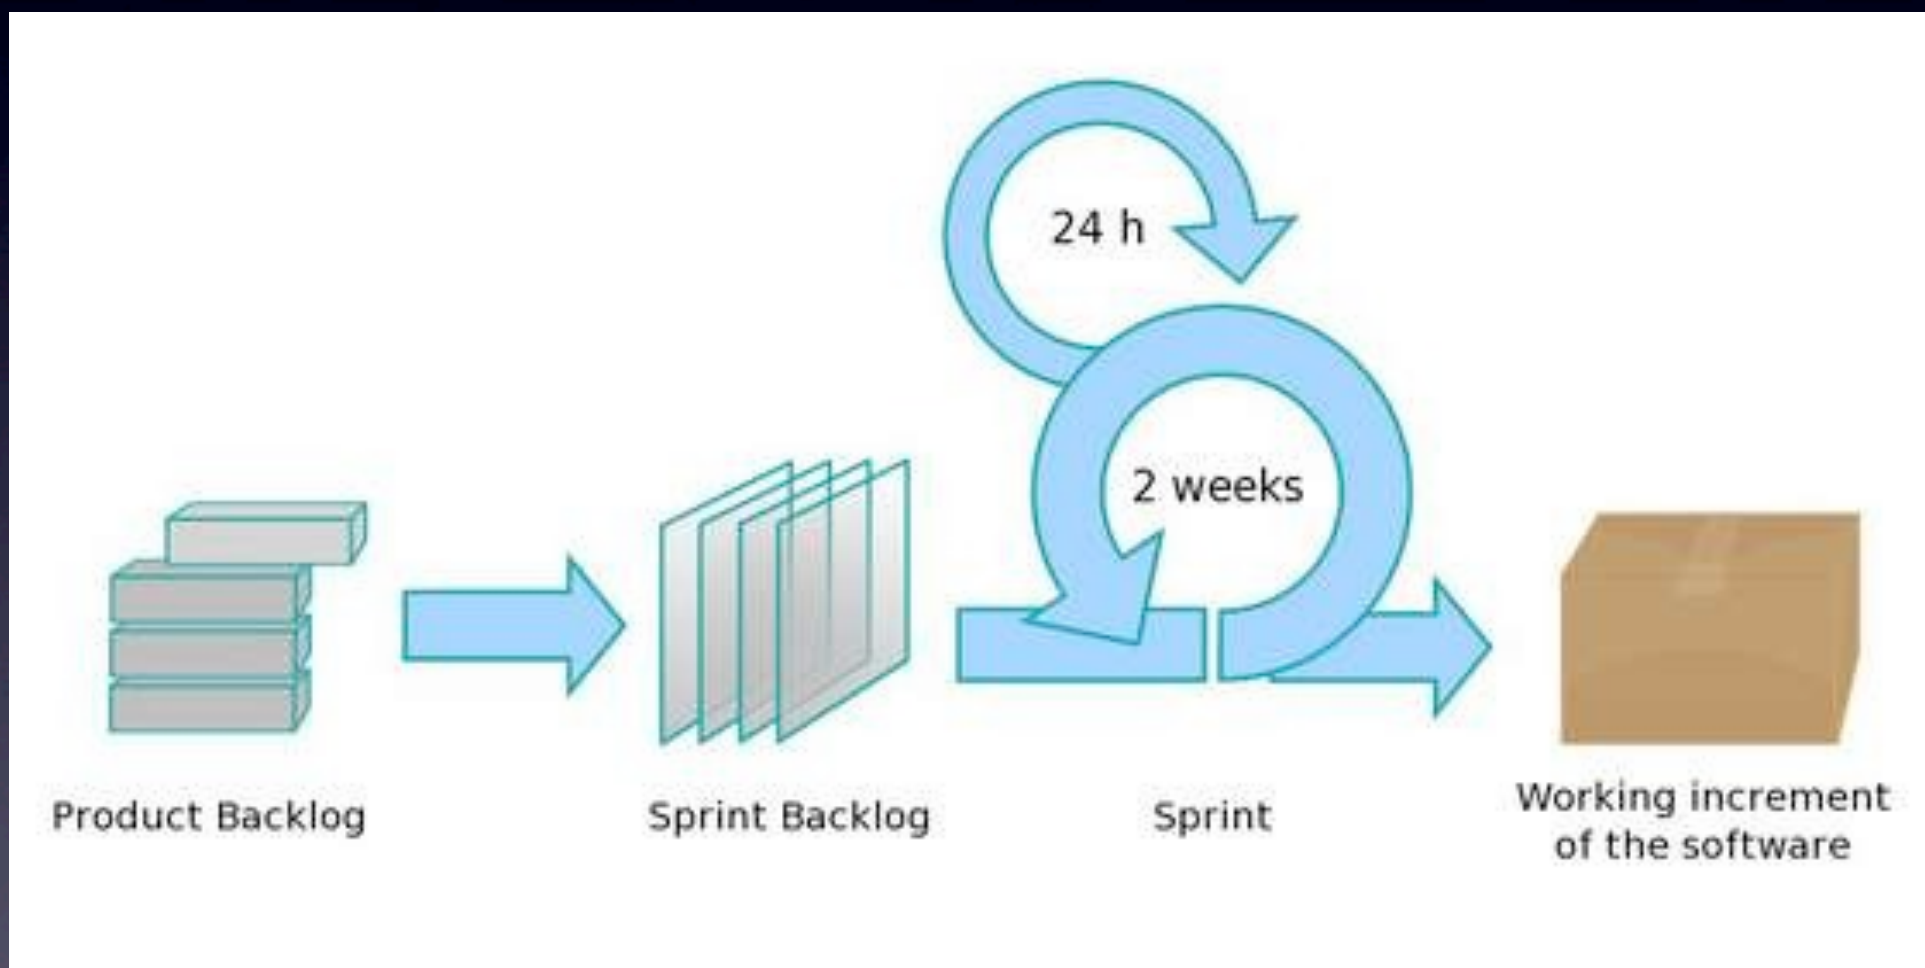 24 h
2 weeks
Product Backlog
Sprint Backlog
Sprint
Working increment
of the software